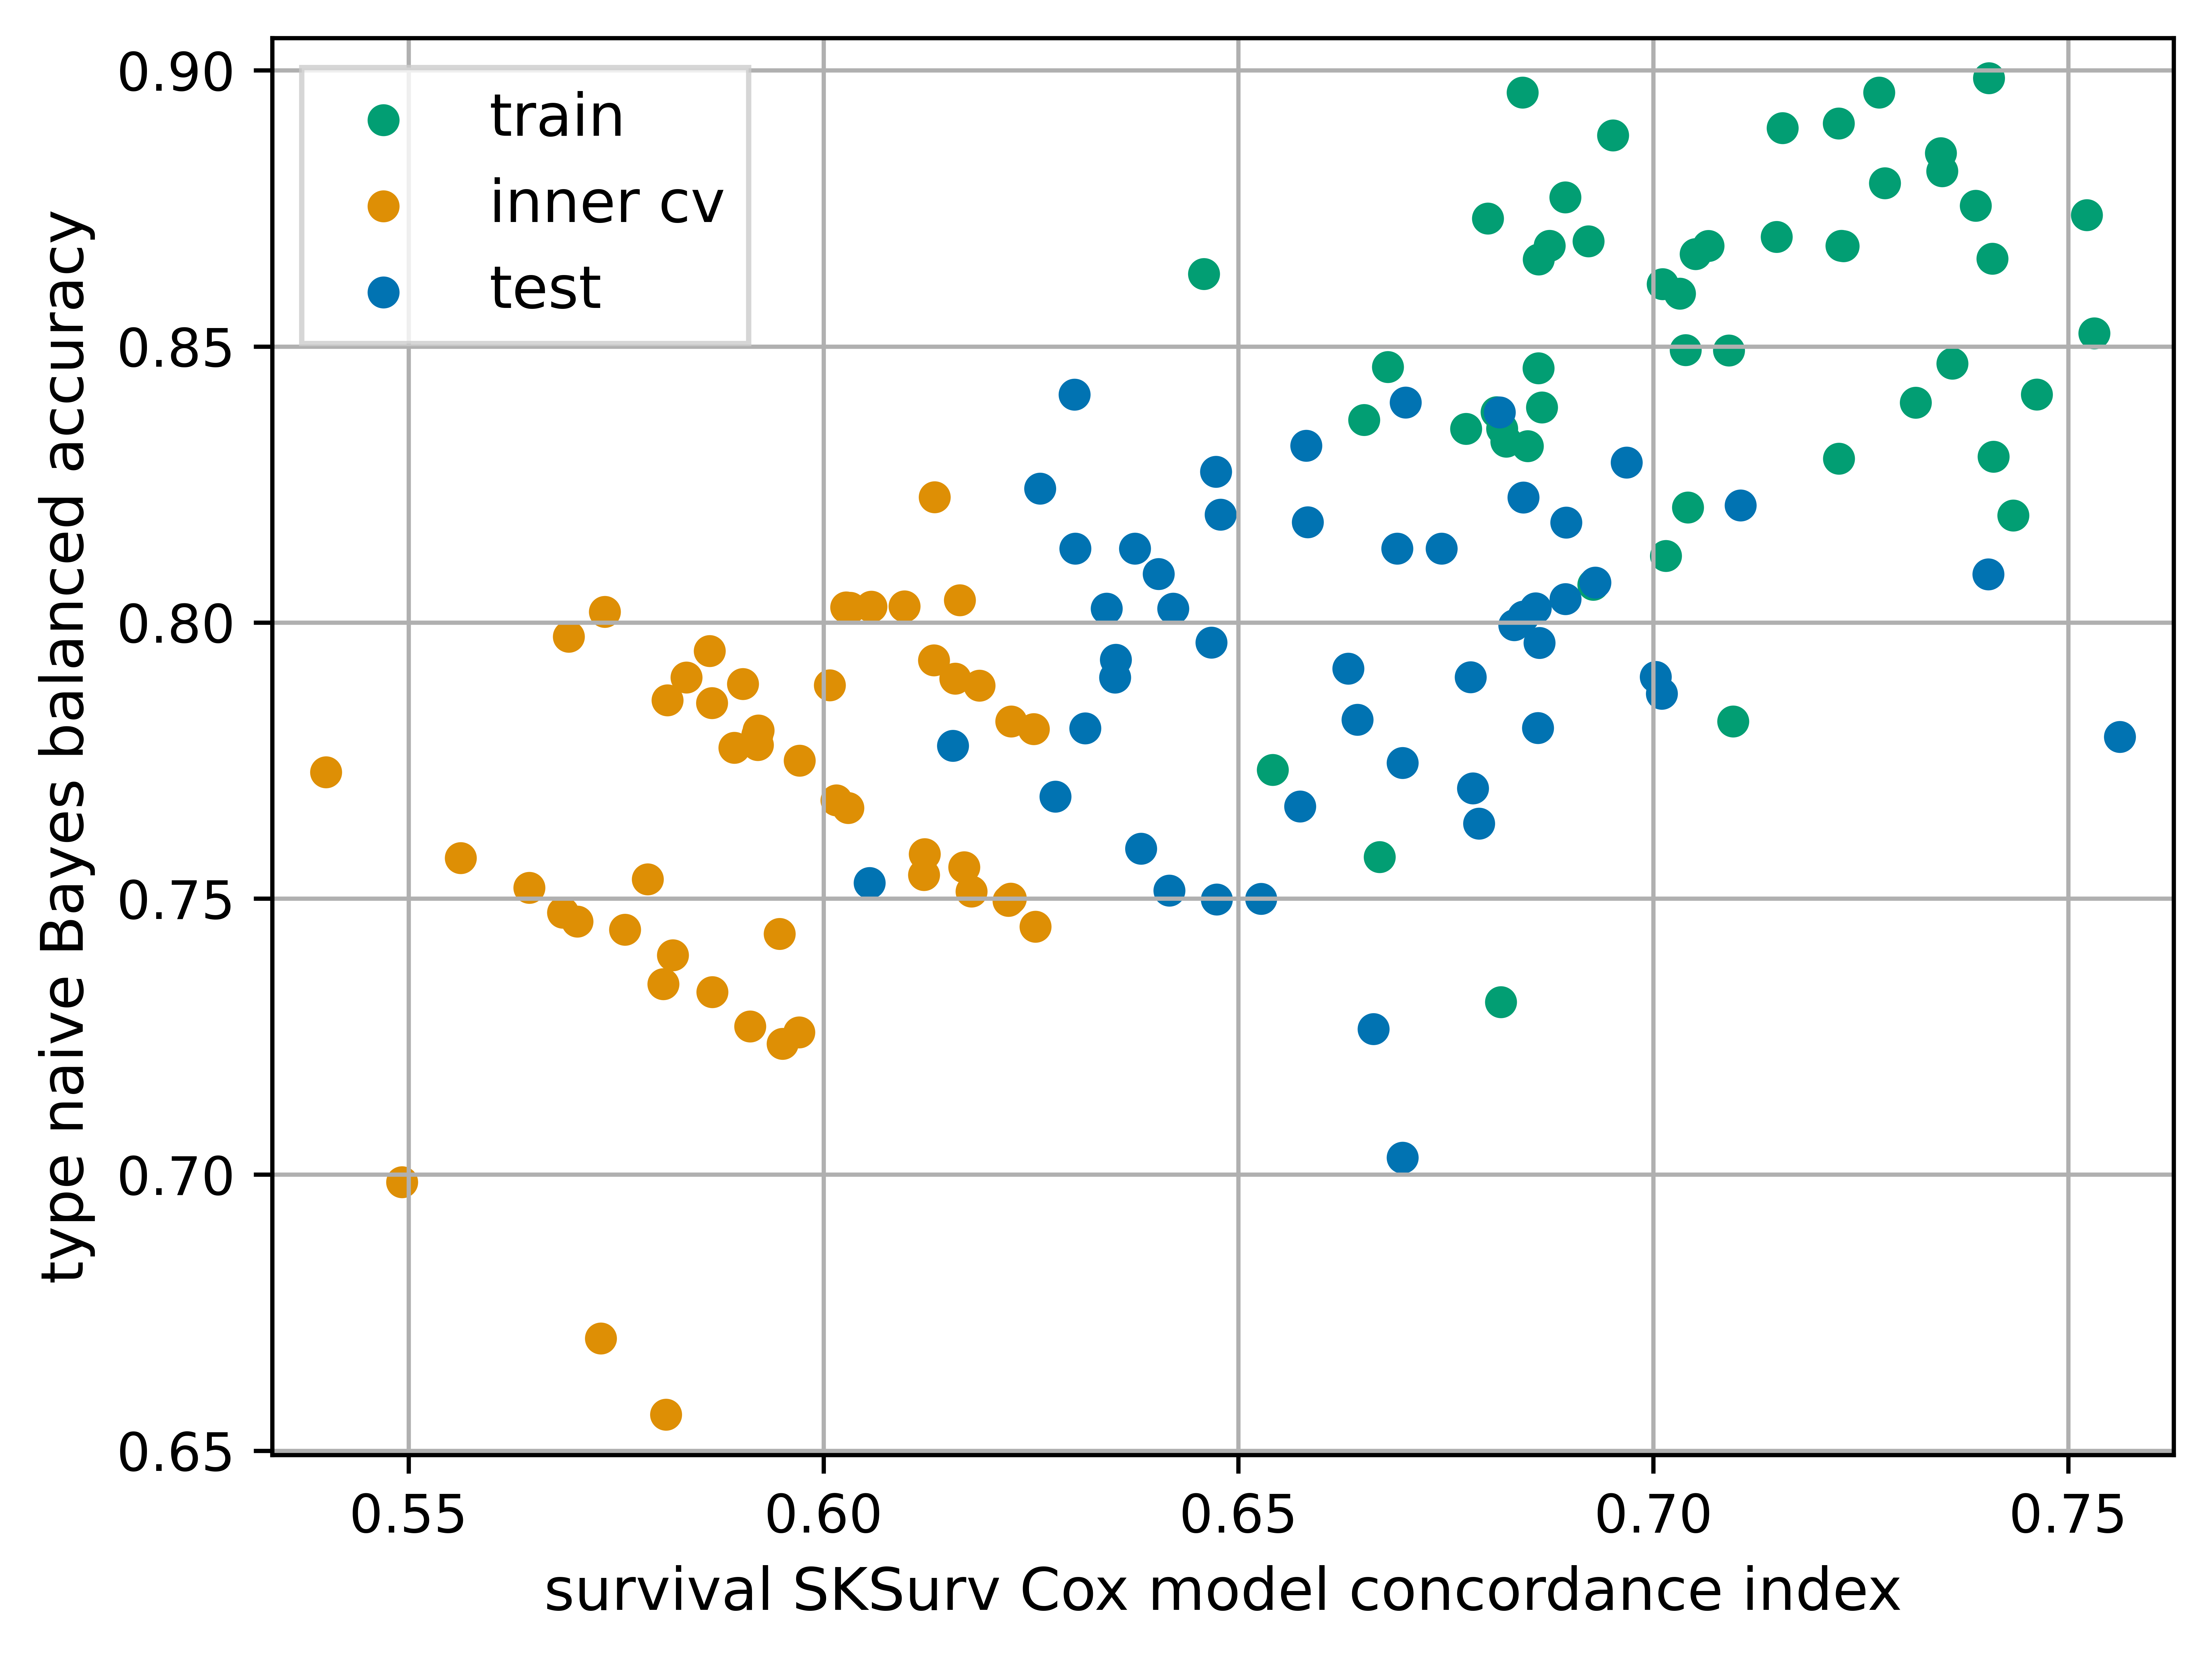 train
inner cv
test
type naive Bayes balanced accuracy
0.90
0.85
0.80
0.75
0.70
0.65
0.55 0.60 0.65 0.70 0.75
survival SKSurv Cox model concordance index